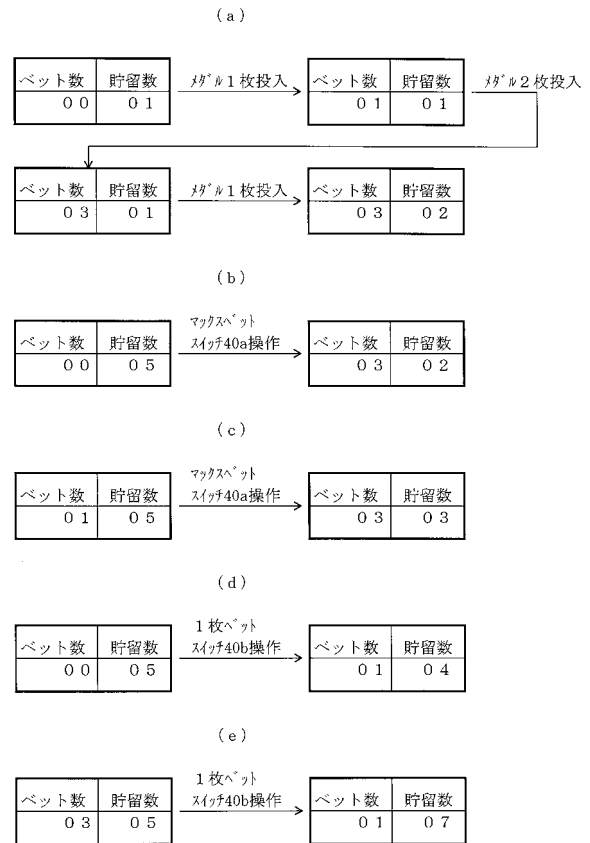 (a)
ベット数 貯留数 ﾒﾀﾞﾙ1枚投入 ベット数 貯留数 ﾒﾀﾞﾙ2枚投入
００ ０１ ０１ ０１
ベット数 貯留数 ﾒﾀﾞﾙ1枚投入 ベット数 貯留数
０３ ０１ ０３ ０２
(b)
ﾏｯｸｽﾍﾞｯﾄ
ベット数 貯留数 ｽｲｯﾁ40a操作 ベット数 貯留数
００ ０５ ０３ ０２
(c)
ﾏｯｸｽﾍﾞｯﾄ
ベット数 貯留数 ｽｲｯﾁ40a操作 ベット数 貯留数
０１ ０５ ０３ ０３
(d)
1枚ﾍﾞｯﾄ
ベット数 貯留数 ｽｲｯﾁ40b操作 ベット数 貯留数
００ ０５ ０１ ０４
(e)
1枚ﾍﾞｯﾄ
ベット数 貯留数 ｽｲｯﾁ40b操作 ベット数 貯留数
０３ ０５ ０１ ０７